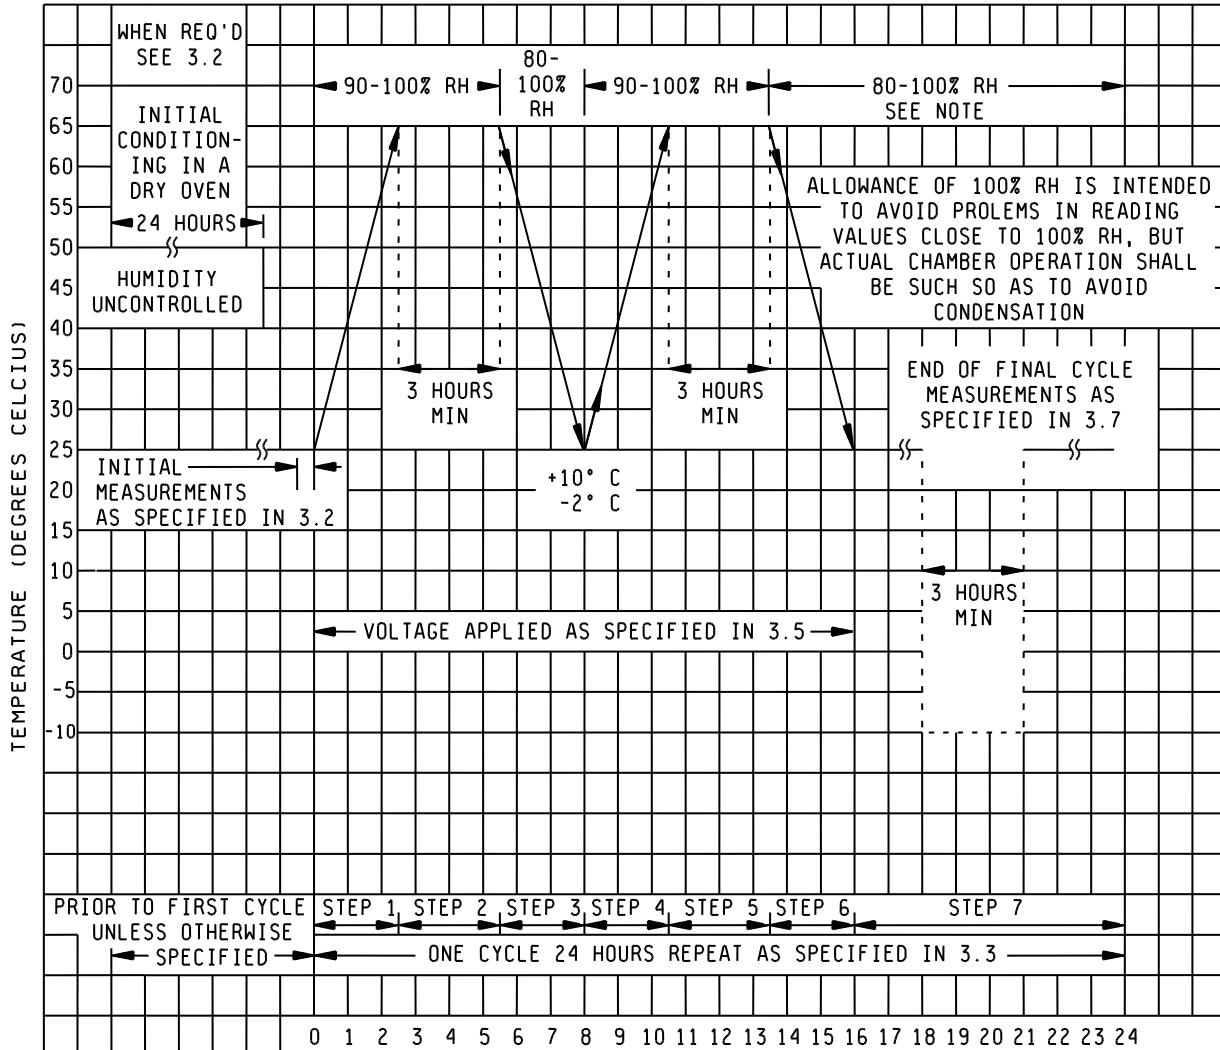 WHEN REQ'D
SEE 3.2
INITIAL
CONDITION-
ING IN A
DRY OVEN
24 HOURS
HUMIDITY
UNCONTROLLED
90-100% RH
80-
100%
RH
90-100% RH
80-100% RH
SEE NOTE
ALLOWANCE OF 100% RH IS INTENDED
TO AVOID PROLEMS IN READING
VALUES CLOSE TO 100% RH, BUT
ACTUAL CHAMBER OPERATION SHALL
BE SUCH SO AS TO AVOID
CONDENSATION
TEMPERATURE (DEGREES CELCIUS)
70
65
60
55
50
45
40
35
30
25
20
15
10
5
0
-5
-10
3 HOURS
MIN
3 HOURS
MIN
END OF FINAL CYCLE
MEASUREMENTS AS
SPECIFIED IN 3.7
INITIAL
MEASUREMENTS
AS SPECIFIED IN 3.2
+10° C
-2° C
3 HOURS
MIN
VOLTAGE APPLIED AS SPECIFIED IN 3.5
PRIOR TO FIRST CYCLE
UNLESS OTHERWISE
SPECIFIED
STEP 1 STEP 2 STEP 3 STEP 4 STEP 5 STEP 6 STEP 7
ONE CYCLE 24 HOURS REPEAT AS SPECIFIED IN 3.3
0 1 2 3 4 5 6 7 8 9 10 11 12 13 14 15 16 18 19 20 21 22 23 24